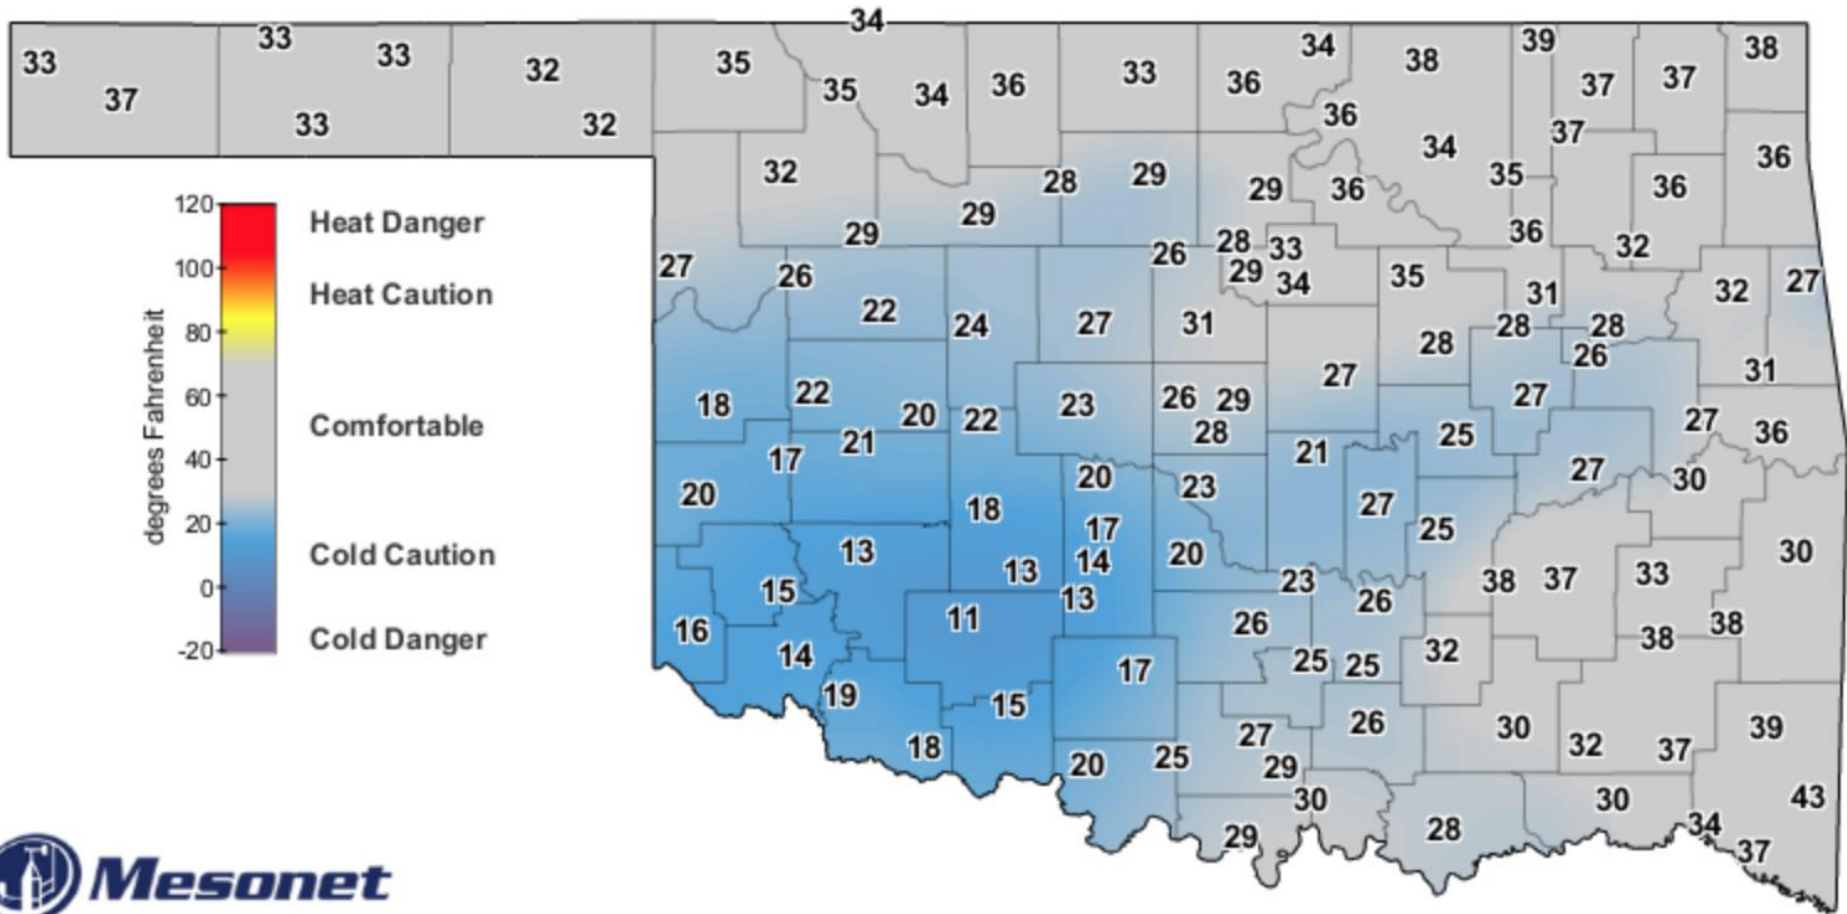 34
33 33 33 32 35 35 34 36 33 36 34 38 39 37 37 38
37 33 32 36 34 37 36
32 28 29 29 36 35 36
29 29 26 28 33 36 32
27 26 29 34 35 31 32 27
22 24 27 31 28 28 28
26
27 31
18 22 20 22 23 26 29 27 27 36
21 28 21 25
17 20 23 27 30
20 18 27
17 25
13 13 14 20 38 37 33 30
15 13 23 26
16 11 26 32 38 38
14 17 25 25
19 15 26 30 39
18 20 25 27 29 32 37
30 30 43
29 28 34
37
120
100
80
60
40
20
0
-20
degrees Fahrenheit
Heat Danger
Heat Caution
Comfortable
Cold Caution
Cold Danger
Mesonet